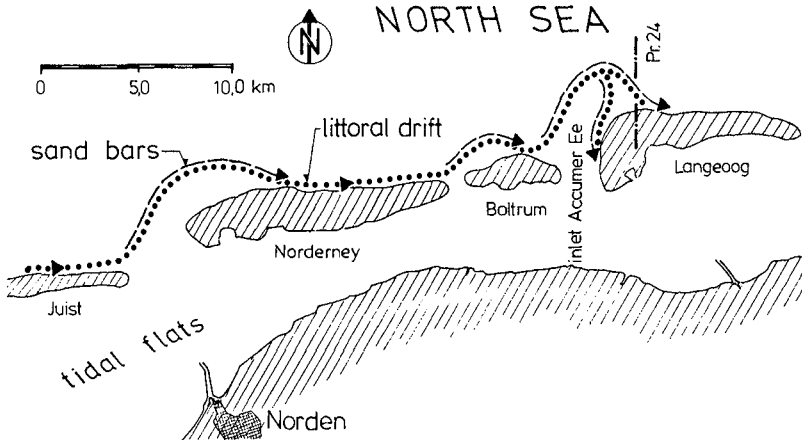 NORTH SEA
N
0 5,0 10,0 km
Pr. 24
littoral drift
sand bars
Langeoog
Boltrum
inlet Accumer Ee
Norderney
Juist
tidal flats
Norden